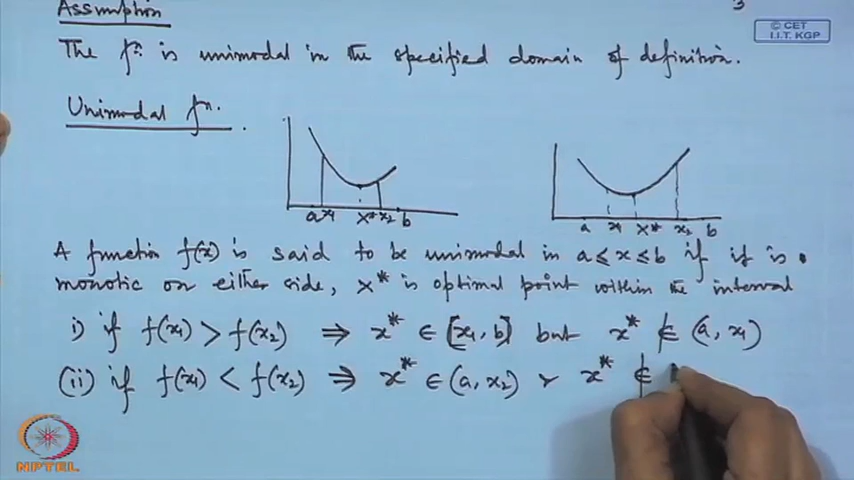 Assumption
3
© CET
I.I.T. KGP
The fn. is unimodal in the specified domain of definition.
Unimodal fn.
a x1 x* x2 b
a x1 x* x2 b
A function f(x) is said to be unimodal in a ≤ x ≤ b if if is
monotic on either side, x* is optimal point within the interval
i) if f(x1) > f(x2) ⇒ x* ∈ [x1, b] but x* ∉ (a, x1)
(ii) if f(x1) < f(x2) ⇒ x* ∈ (a, x2) x* ∉
NPTEL